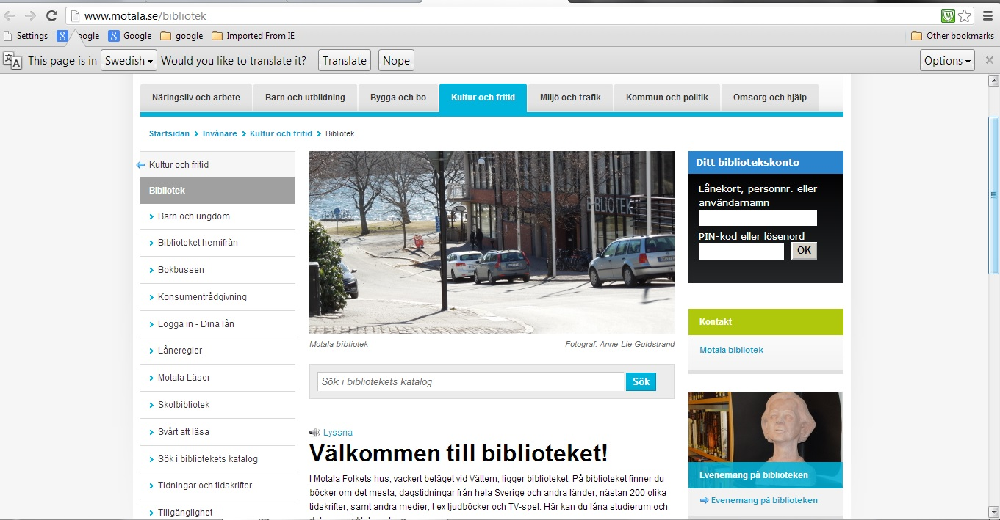 www.motala.se/bibliotek
Settings Google Google google Imported From IE Other bookmarks
This page is in Swedish Would you like to translate it? Translate Nope Options
Näringsliv och arbete Barn och utbildning Bygga och bo Kultur och fritid Miljö och trafik Kommun och politik Omsorg och hjälp
Startsidan Invånare Kultur och fritid Bibliotek
Kultur och fritid
Bibliotek
Barn och ungdom
Biblioteket hemifrån
Bokbussen
Konsumentrådgivning
Logga in - Dina lån
Låneregler
Motala Läser
Skolbibliotek
Svårt att läsa
Sök i bibliotekets katalog
Tidningar och tidskrifter
Tillgänglighet
BIBLIOTEK
Motala bibliotek Fotograf: Anne-Lie Guldstrand
Sök i bibliotekets katalog Sök
Lyssna
Välkommen till biblioteket!
I Motala Folkets hus, vackert beläget vid Vättern, ligger biblioteket. På biblioteket finner du
böcker om det mesta, dagstidningar från hela Sverige och andra länder, nästan 200 olika
tidskrifter, samt andra medier, t ex ljudböcker och TV-spel. Här kan du låna studierum och
Ditt bibliotekskonto
Lånekort, personnr. eller
användarnamn
PIN-kod eller lösenord
OK
Kontakt
Motala bibliotek
Evenemang på biblioteken
Evenemang på biblioteken